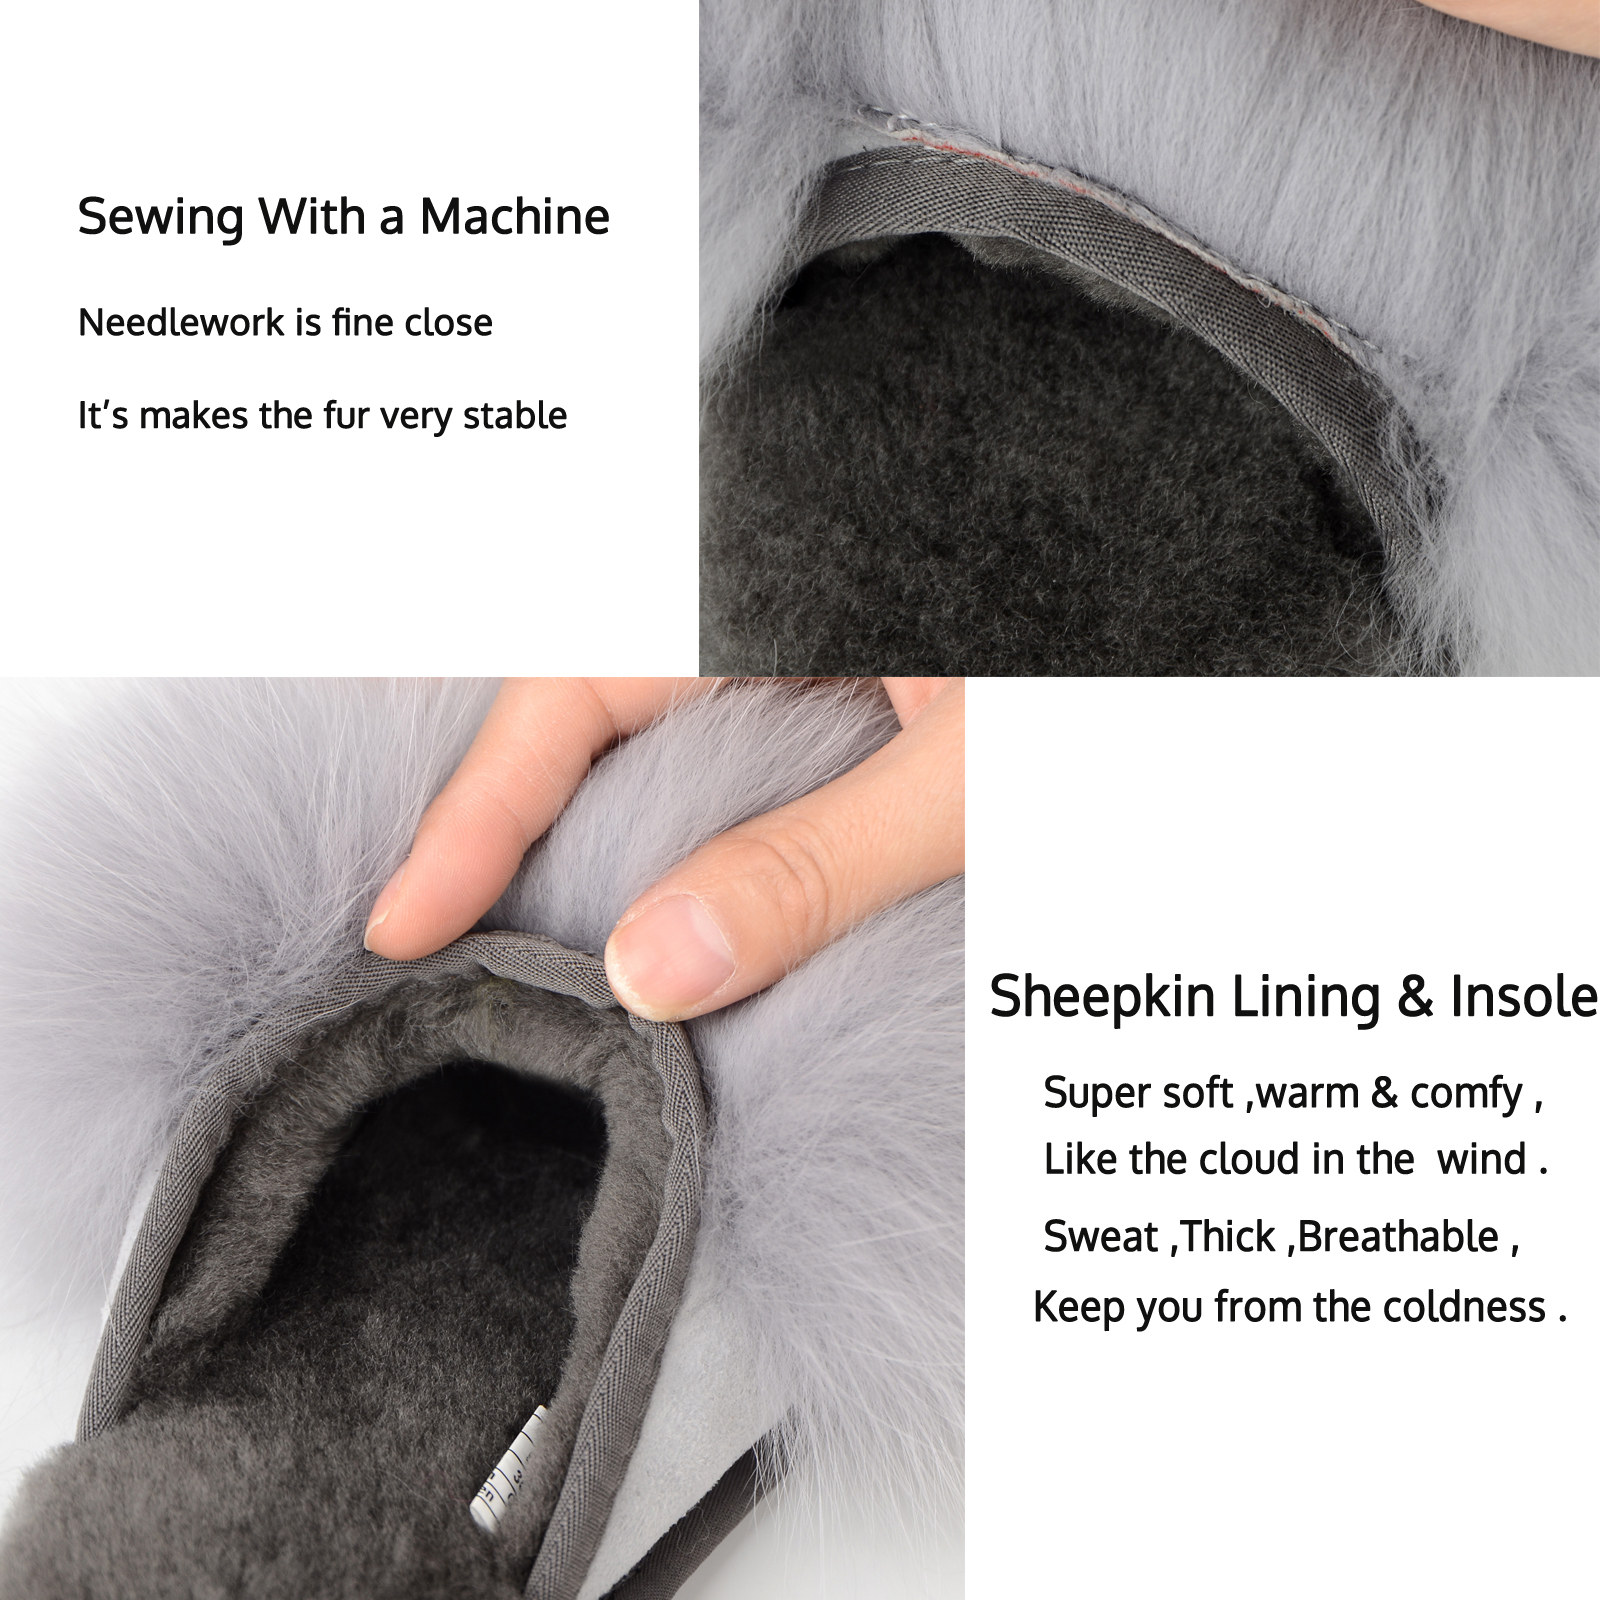 Sewing With a Machine
Needlework is fine close
It's makes the fur very stable
Sheepkin Lining & Insole
Super soft ,warm & comfy ,
Like the cloud in the  wind .
Sweat ,Thick ,Breathable ,
Keep you from the coldness .